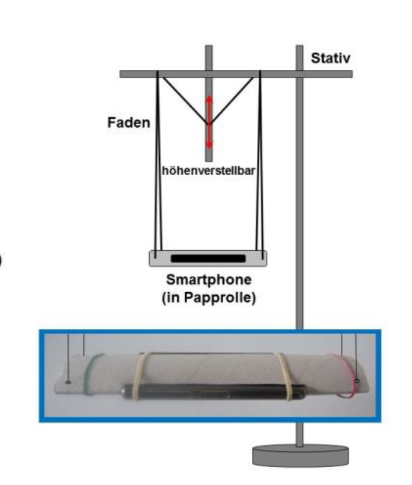 Stativ
Faden
höhenverstellbar
Smartphone
(in Papprolle)
)